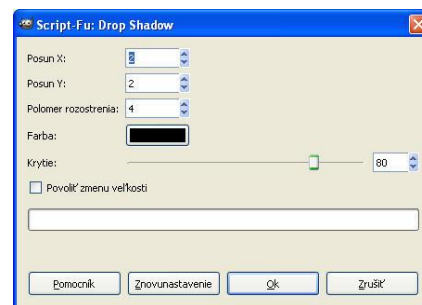 Script-Fu: Drop Shadow
Posun X: 2
Posun Y: 2
Polomer rozostrenia: 4
Farba:
Krytie: 80
Povoliť zmenu veľkosti
Pomocník Znovunastavenie Ok Zrušiť